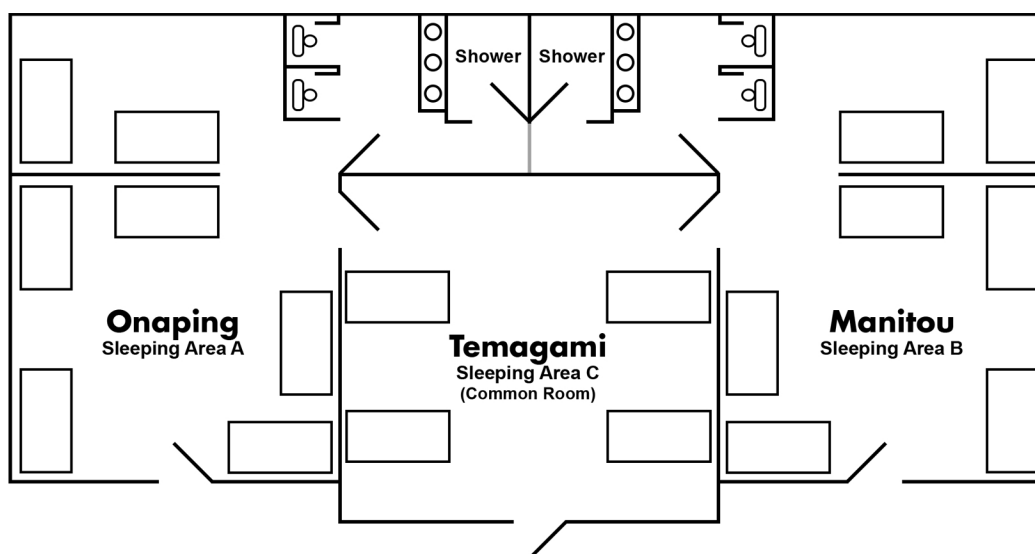 Shower
Shower
Onaping
Sleeping Area A
Temagami
Sleeping Area C
(Common Room)
Manitou
Sleeping Area B